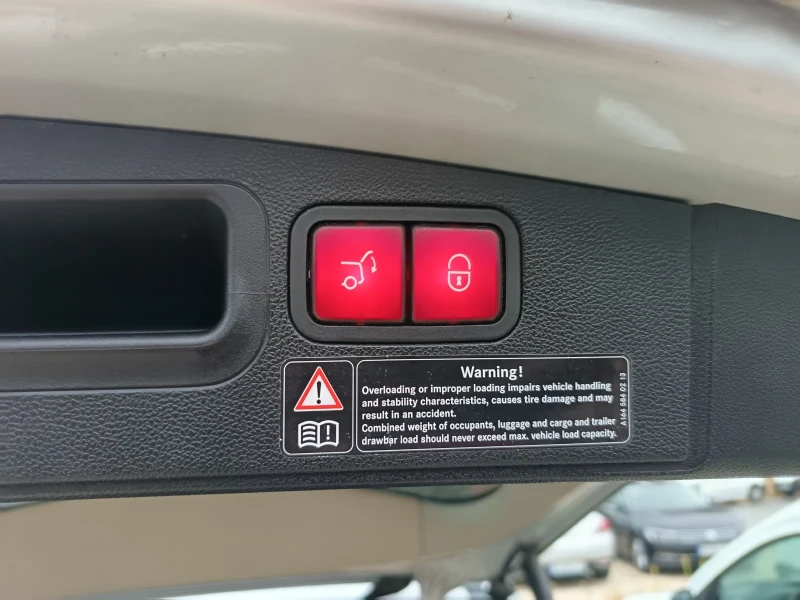 Warning!
Overloading or improper loading impairs vehicle handling
and stability characteristics, causes tire damage and may
result in an accident.
Combined weight of occupants, luggage and cargo and trailer
drawbar load should never exceed max. vehicle load capacity.
A164 584 02 13